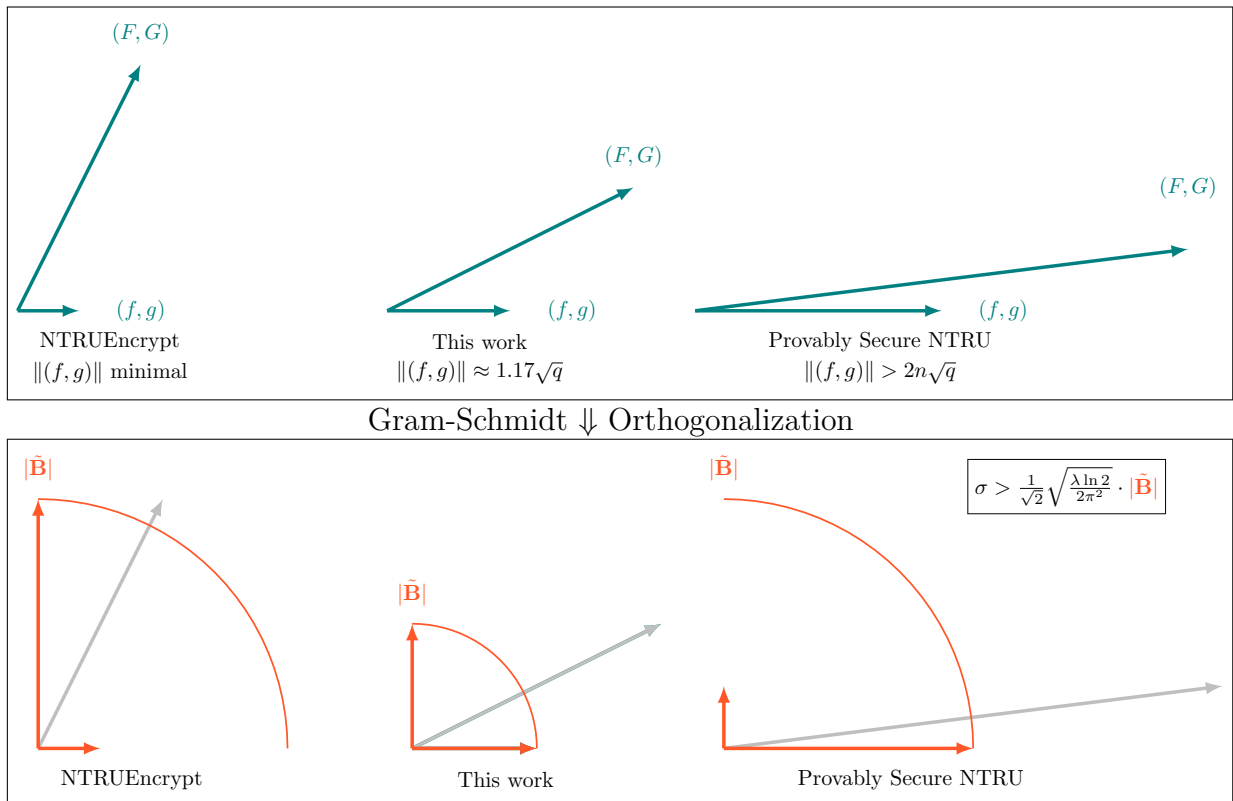 (F, G)
(F, G)
(F, G)
(f, g)
(f, g)
(f, g)
NTRUEncrypt
This work
Provably Secure NTRU
‖(f, g)‖ minimal
‖(f, g)‖ ≈ 1.17√q
‖(f, g)‖ > 2n√q
Gram-Schmidt ⇓ Orthogonalization
|B̃|
|B̃|
σ > 1/√2 √(λ ln 2 / 2π²) · |B̃|
|B̃|
NTRUEncrypt
This work
Provably Secure NTRU